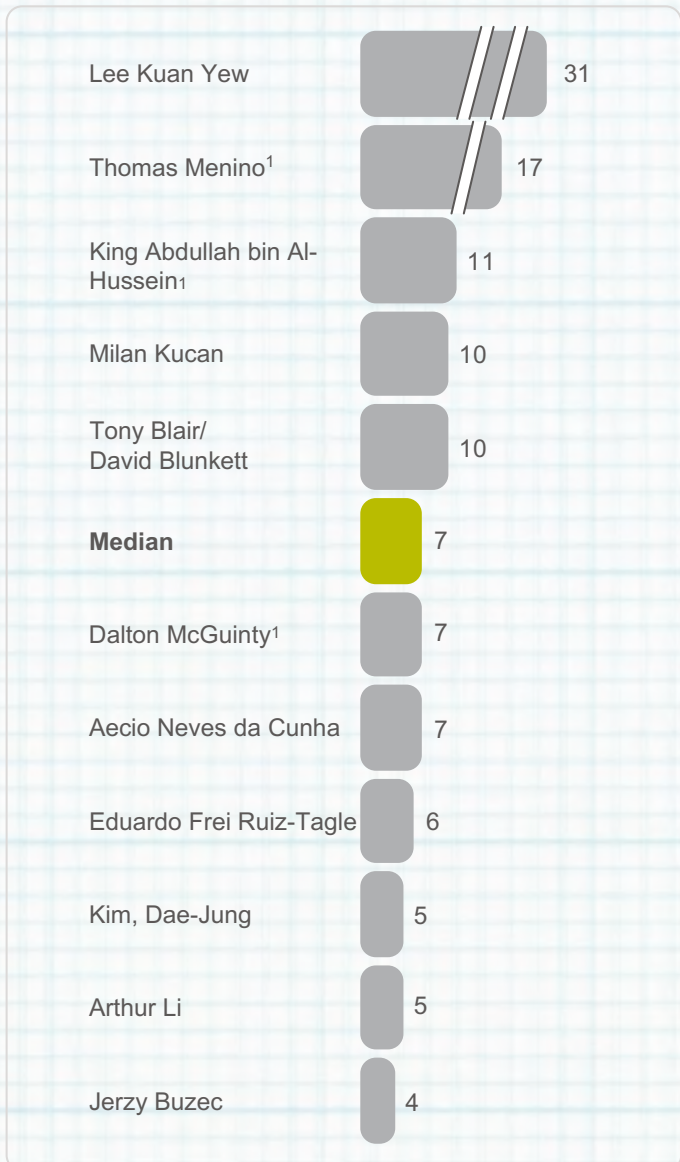 Lee Kuan Yew 31
Thomas Menino¹ 17
King Abdullah bin Al-
Hussein1 11
Milan Kucan 10
Tony Blair/
David Blunkett 10
Median 7
Dalton McGuinty¹ 7
Aecio Neves da Cunha 7
Eduardo Frei Ruiz-Tagle 6
Kim, Dae-Jung 5
Arthur Li 5
Jerzy Buzec 4